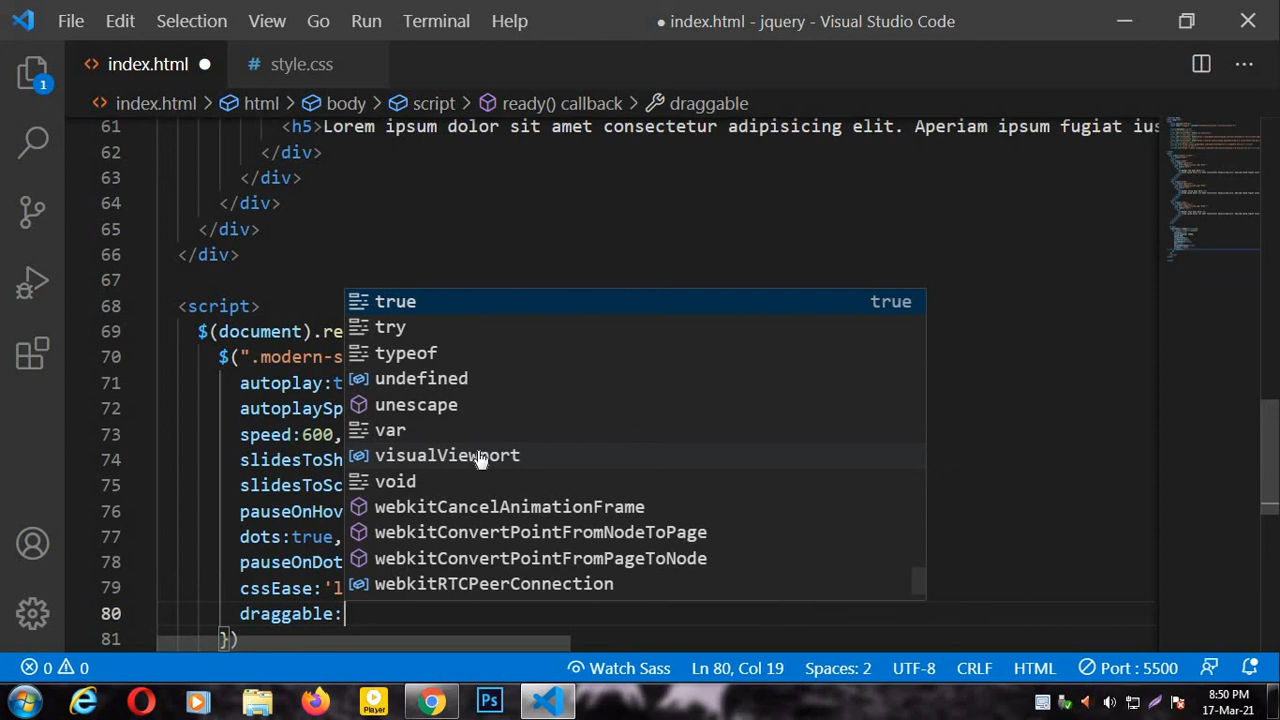 File Edit Selection View Go Run Terminal Help ● index.html - jquery - Visual Studio Code
index.html
# style.css
index.html > html > body > script > ready() callback > draggable
1
61 <h5>Lorem ipsum dolor sit amet consectetur adipisicing elit. Aperiam ipsum fugiat ius
62 </div>
63 </div>
64 </div>
65 </div>
66 </div>
67
68 <script>
69 $(document).re
70 $(".modern-s
71 autoplay:t
72 autoplaySp
73 speed:600,
74 slidesToSh
75 slidesToSc
76 pauseOnHov
77 dots:true,
78 pauseOnDot
79 cssEase:'l
80 draggable:
81 })
true true
try
typeof
undefined
unescape
var
visualViewport
void
webkitCancelAnimationFrame
webkitConvertPointFromNodeToPage
webkitConvertPointFromPageToNode
webkitRTCPeerConnection
0 0 Watch Sass Ln 80, Col 19 Spaces: 2 UTF-8 CRLF HTML Port : 5500
Player
Ps
8:50 PM
17-Mar-21